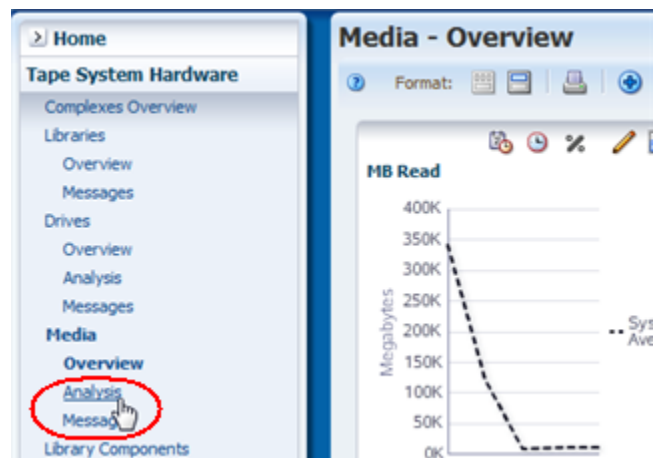 Home
Tape System Hardware
Complexes Overview
Libraries
Overview
Messages
Drives
Overview
Analysis
Messages
Media
Overview
Analysis
Library Components
Media - Overview
Format:
MB Read
400K
350K
300K
250K
200K
150K
100K
50K
0K
Megabytes